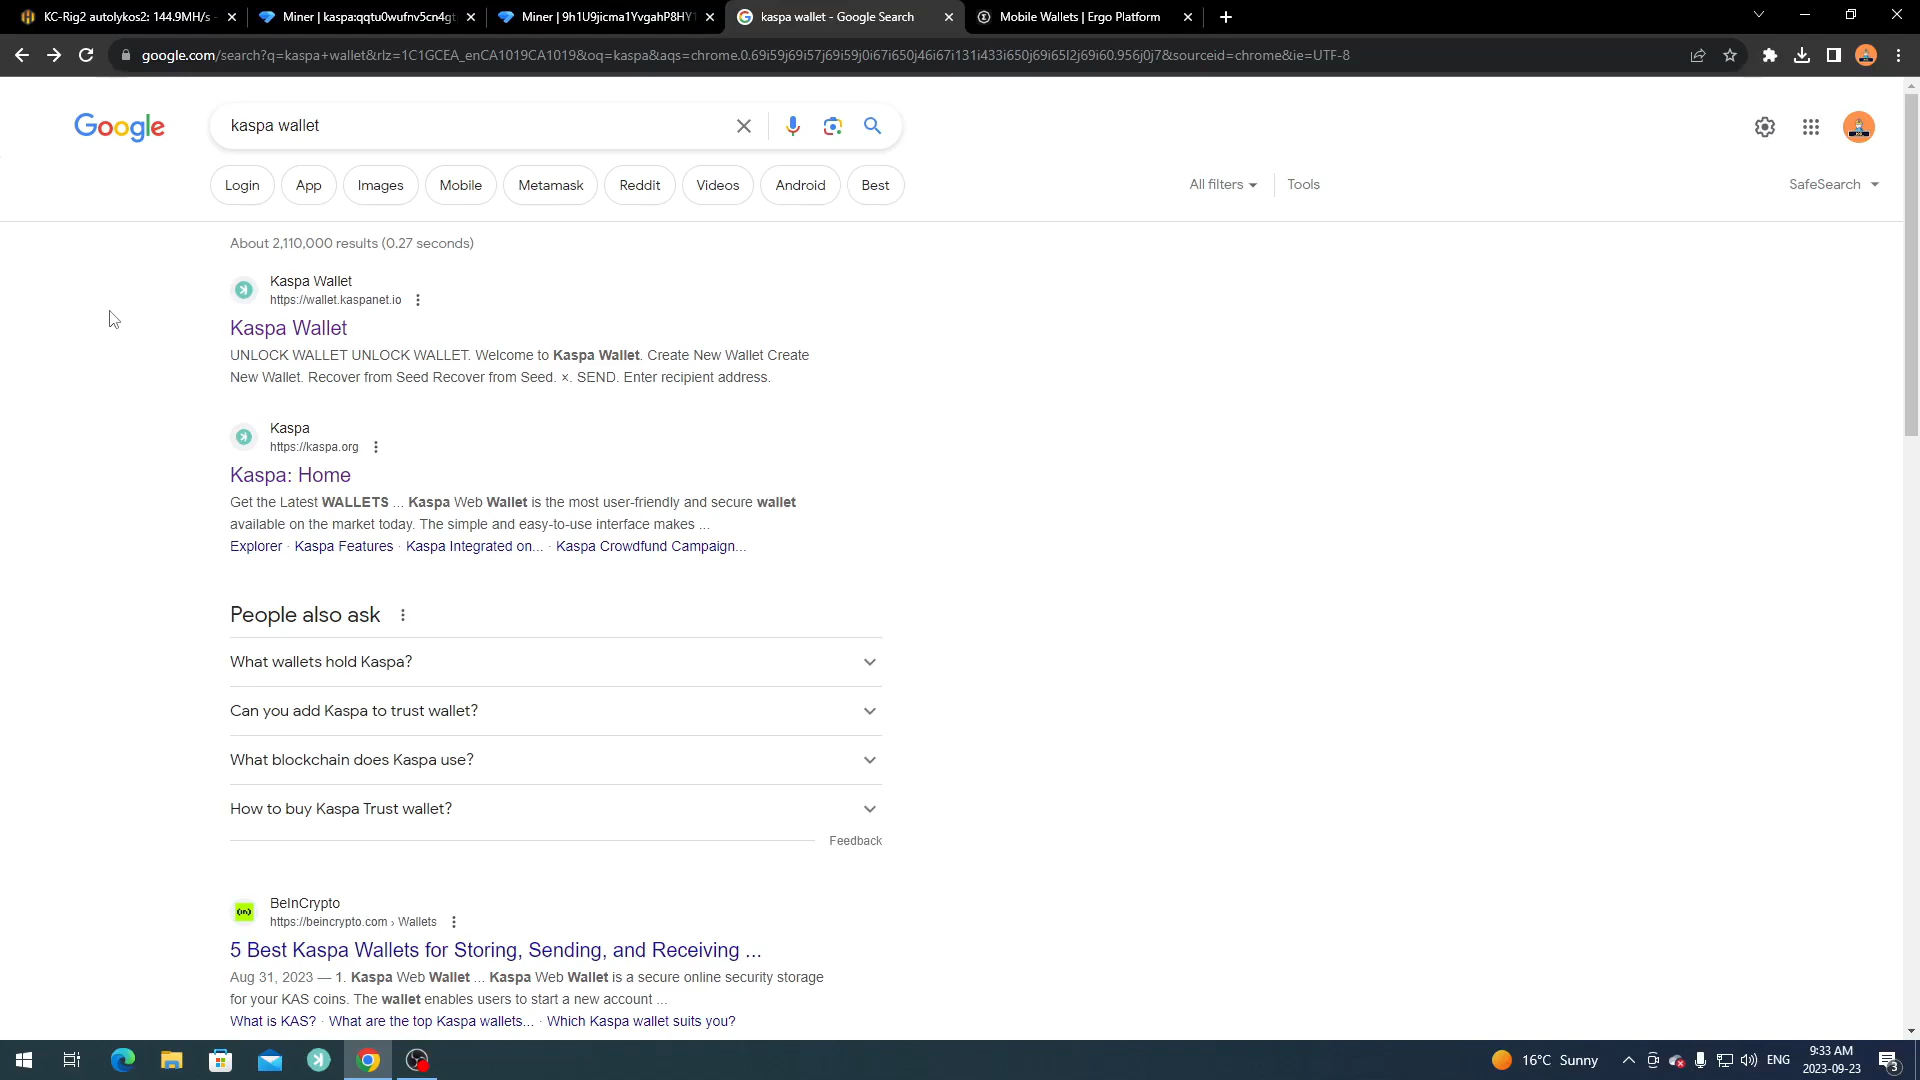 KC-Rig2 autolykos2: 144.9MH/s -
Miner | kaspa:qqtu0wufnv5cn4gt
Miner | 9h1U9jicma1YvgahP8HY1
kaspa wallet - Google Search
Mobile Wallets | Ergo Platform
google.com/search?q=kaspa+wallet&rlz=1C1GCEA_enCA1019CA1019&oq=kaspa&aqs=chrome.0.69i59j69i57j69i59j0i67i650j46i67i131i433i650j69i65l2j69i60.956j0j7&sourceid=chrome&ie=UTF-8
Google
kaspa wallet
Login App Images Mobile Metamask Reddit Videos Android Best
All filters Tools
SafeSearch
About 2,110,000 results (0.27 seconds)
Kaspa Wallet
https://wallet.kaspanet.io
Kaspa Wallet
UNLOCK WALLET UNLOCK WALLET. Welcome to Kaspa Wallet. Create New Wallet Create
New Wallet. Recover from Seed Recover from Seed. ×. SEND. Enter recipient address.
Kaspa
https://kaspa.org
Kaspa: Home
Get the Latest WALLETS ... Kaspa Web Wallet is the most user-friendly and secure wallet
available on the market today. The simple and easy-to-use interface makes ...
Explorer · Kaspa Features · Kaspa Integrated on... · Kaspa Crowdfund Campaign...
People also ask
What wallets hold Kaspa?
Can you add Kaspa to trust wallet?
What blockchain does Kaspa use?
How to buy Kaspa Trust wallet?
Feedback
(in)
BeInCrypto
https://beincrypto.com › Wallets
5 Best Kaspa Wallets for Storing, Sending, and Receiving ...
Aug 31, 2023 — 1. Kaspa Web Wallet ... Kaspa Web Wallet is a secure online security storage
for your KAS coins. The wallet enables users to start a new account ...
What is KAS? · What are the top Kaspa wallets... · Which Kaspa wallet suits you?
16°C Sunny
ENG
9:33 AM
2023-09-23
3